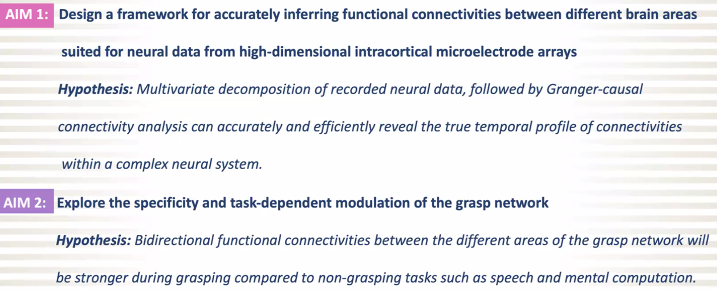 AIM 1: Design a framework for accurately inferring functional connectivities between different brain areas
suited for neural data from high-dimensional intracortical microelectrode arrays
Hypothesis: Multivariate decomposition of recorded neural data, followed by Granger-causal
connectivity analysis can accurately and efficiently reveal the true temporal profile of connectivities
within a complex neural system.
AIM 2: Explore the specificity and task-dependent modulation of the grasp network
Hypothesis: Bidirectional functional connectivities between the different areas of the grasp network will
be stronger during grasping compared to non-grasping tasks such as speech and mental computation.